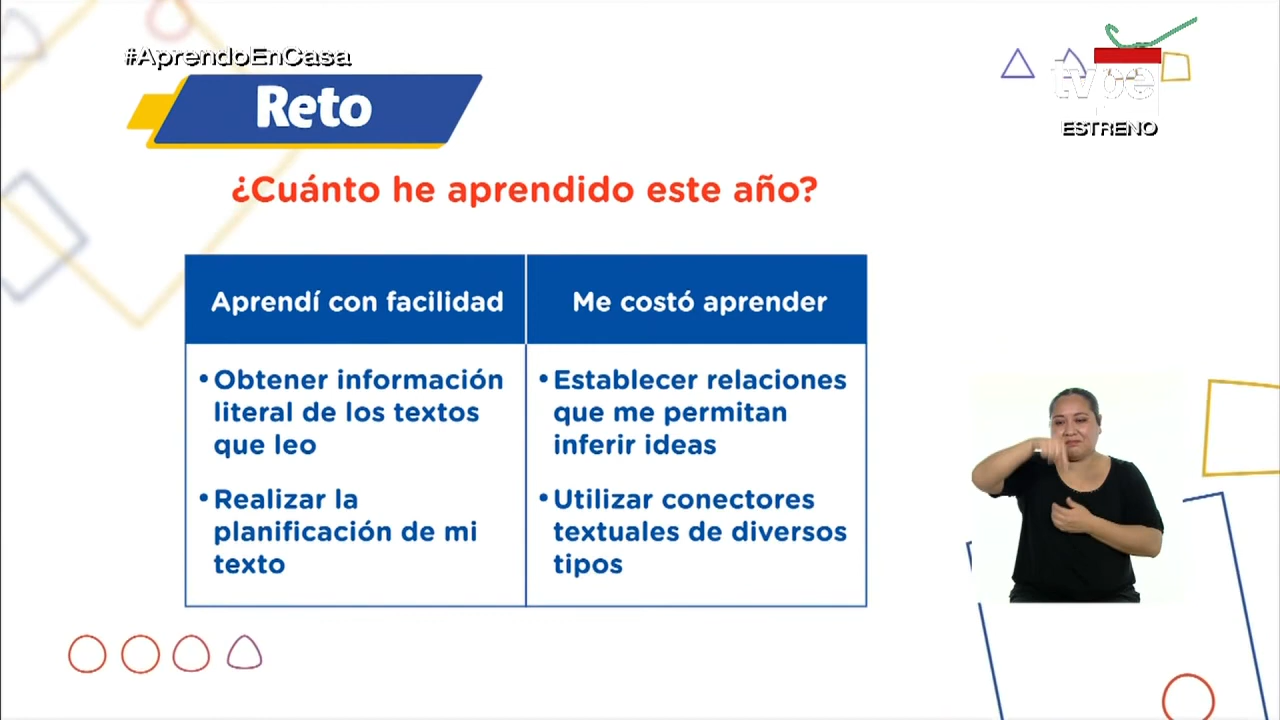 #AprendoEnCasa
Reto
tvpe
ESTRENO
¿Cuánto he aprendido este año?
Aprendí con facilidad
Me costó aprender
• Obtener información
literal de los textos
que leo
• Realizar la
planificación de mi
texto
• Establecer relaciones
que me permitan
inferir ideas
• Utilizar conectores
textuales de diversos
tipos